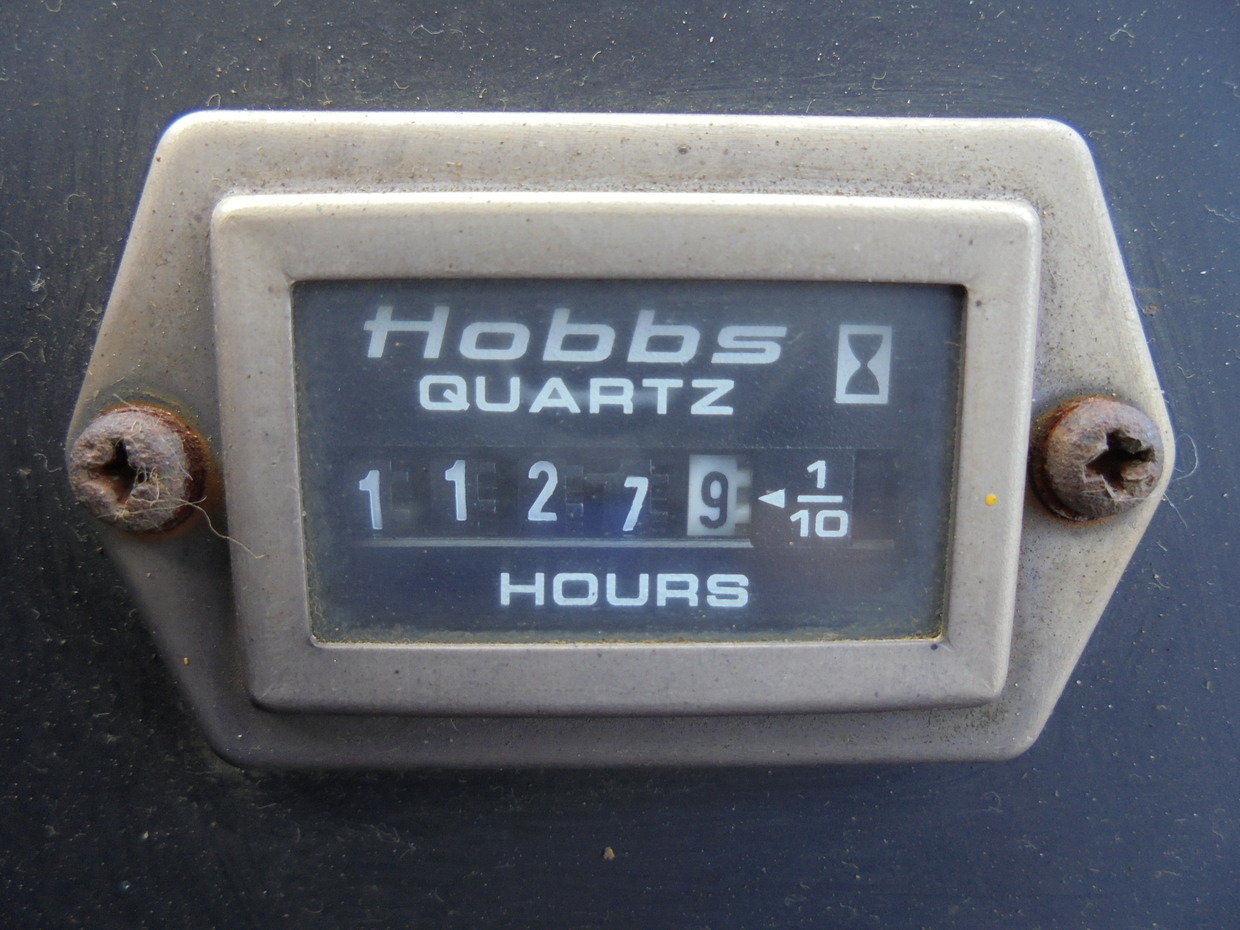 Hobbs
QUARTZ
1 1 2 7 9 ◄ 1/10
HOURS